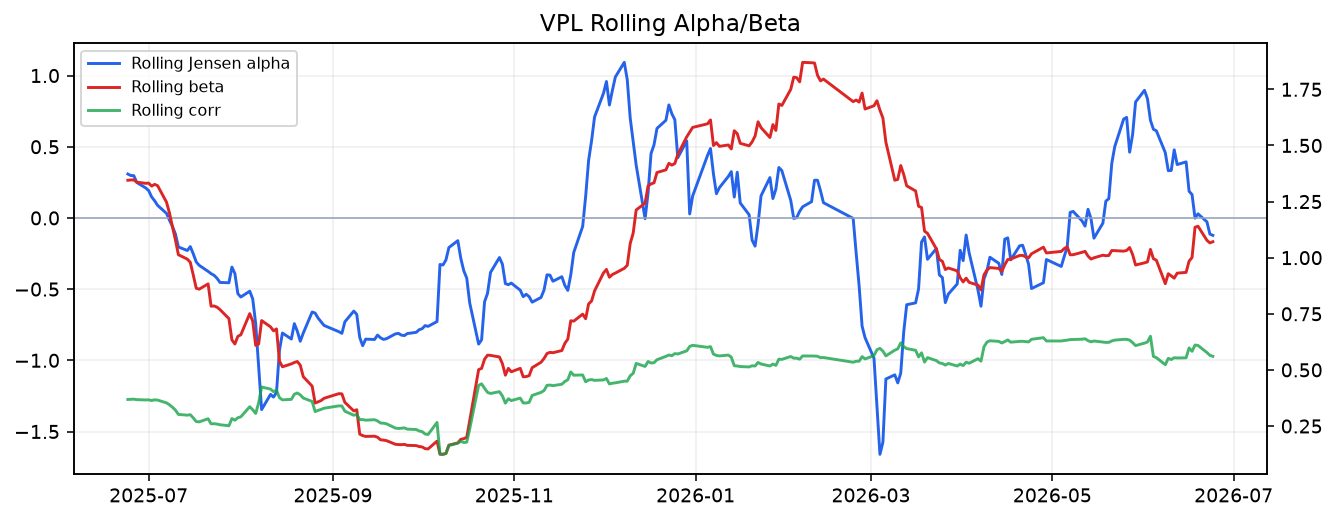 VPL Rolling Alpha/Beta
Rolling Jensen alpha
Rolling beta
Rolling corr
1.0
0.5
0.0
−0.5
−1.0
−1.5
1.75
1.50
1.25
1.00
0.75
0.50
0.25
2025-07 2025-09 2025-11 2026-01 2026-03 2026-05 2026-07